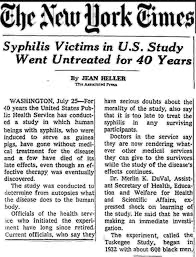 The New York Times
Syphilis Victims in U.S. Study
Went Untreated for 40 Years
By JEAN HELLER
The Associated Press
WASHINGTON, July 25—For
40 years the United States Pub-
lic Health Service has conduct-
ed a study in which human
beings with syphilis, who were
induced to serve as guinea
pigs, have gone without med-
ical treatment for the disease
and a few have died of its
late effects, even though an ef-
fective therapy was eventually
discovered.
The study was conducted to
determine from autopsies what
the disease does to the human
body.
Officials of the health serv-
ice who initiated the experi-
ment have long since retired.
Current officials, who say they
have serious doubts about the
morality of the study, also say
that it is too late to treat the
syphilis in any surviving
participants.
Doctors in the service say
they are now rendering what-
ever other medical services
they can give to the survivors
while the study of the disease's
effects continues.
Dr. Merlin K. DuVal, Assist-
ant Secretary of Health, Edu-
cation and Welfare for Health
and Scientific Affairs, ex-
pressed shock on learning of
the study. He said that he was
making an immediate investi-
gation.
The experiment, called the
Tuskegee Study, began in
1932 with about 600 black men,